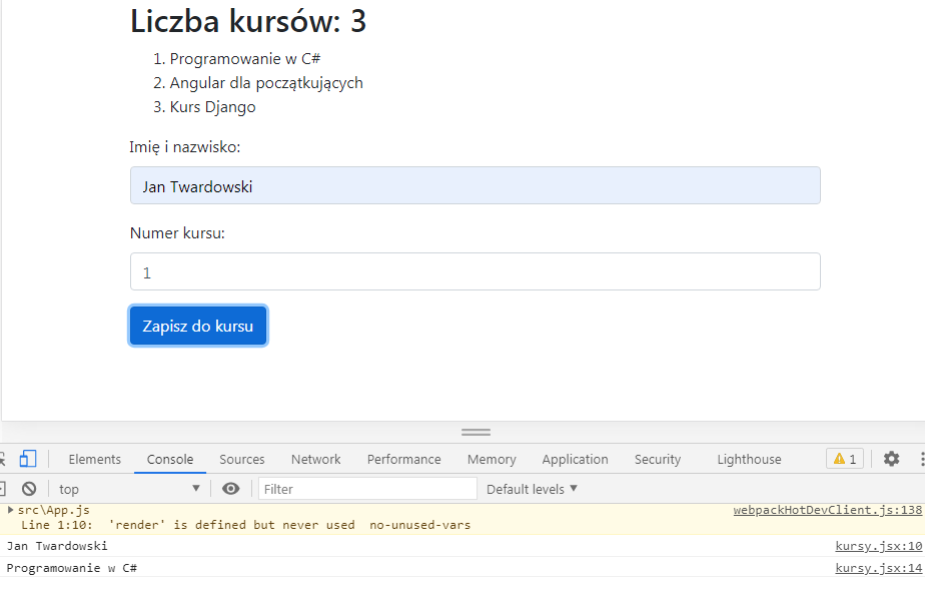 Liczba kursów: 3
1. Programowanie w C#
2. Angular dla początkujących
3. Kurs Django
Imię i nazwisko:
Jan Twardowski
Numer kursu:
1
Zapisz do kursu
Elements Console Sources Network Performance Memory Application Security Lighthouse 1
top Filter Default levels
src\App.js webpackHotDevClient.js:138
Line 1:10: 'render' is defined but never used no-unused-vars
Jan Twardowski kursy.jsx:10
Programowanie w C# kursy.jsx:14